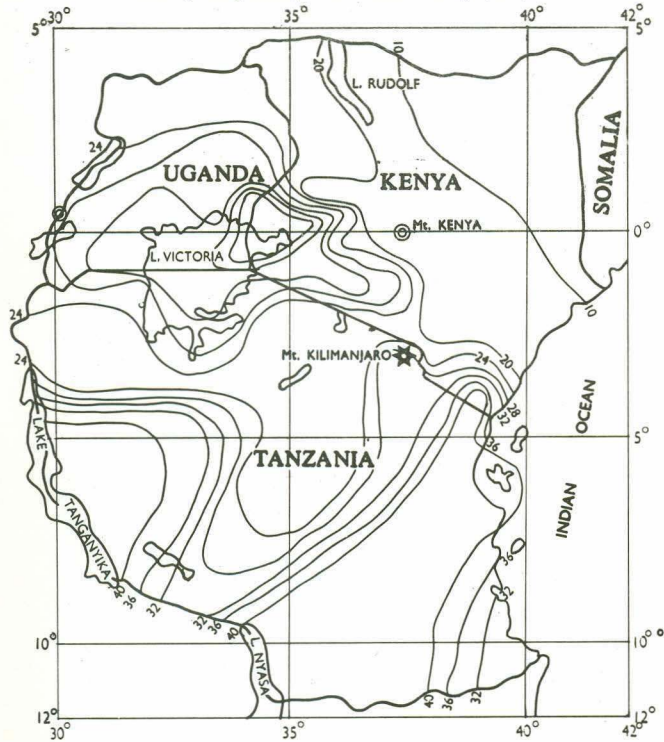 5°30° 35° 40° 42°5°
10
20
L. RUDOLF
24
UGANDA
KENYA
SOMALIA
Mt. KENYA
0° 0°
L. VICTORIA
10
24
24
Mt. KILIMANJARO
24
20
28
32
36
OCEAN
LAKE
5° 5°
TANZANIA
INDIAN
TANGANYIKA
36
32
40
36
32
32
36
40
10° 10°
L. NYASA
40
36
32
12° 12°
30° 35° 40° 42°